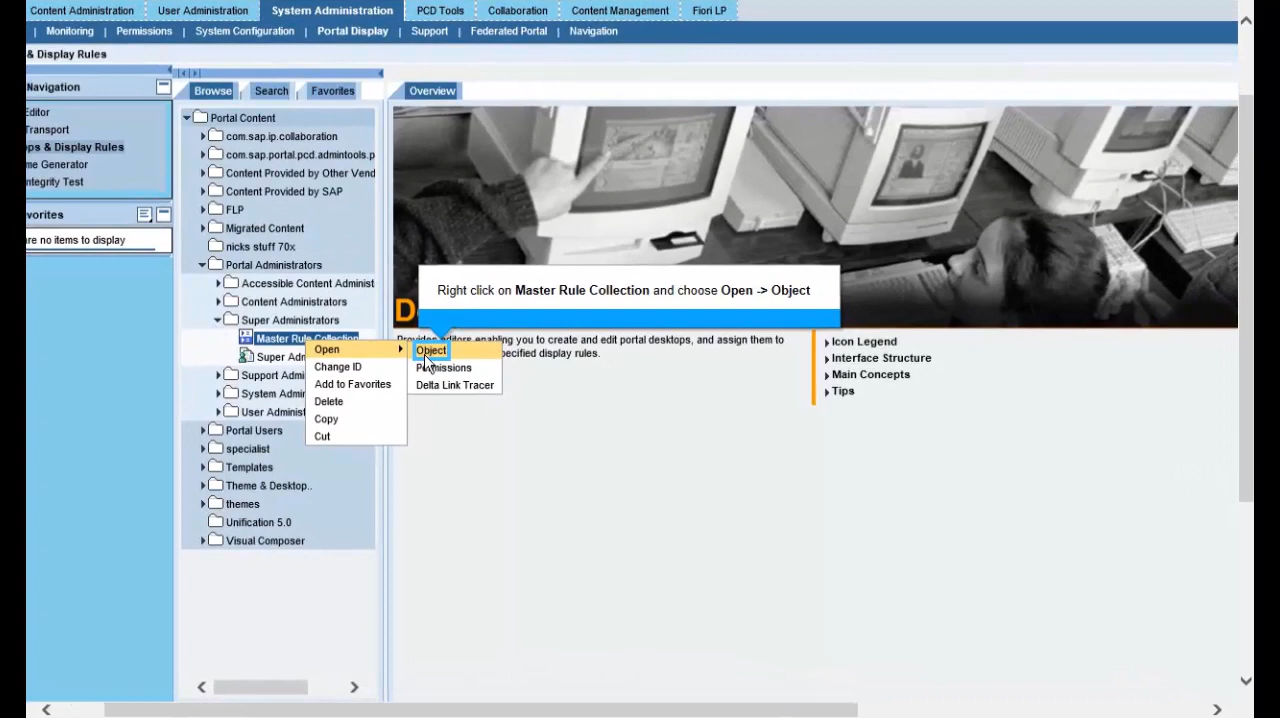 Content Administration User Administration System Administration PCD Tools Collaboration Content Management Fiori LP
Monitoring Permissions System Configuration Portal Display Support Federated Portal Navigation
& Display Rules
Navigation
Editor
Transport
ps & Display Rules
me Generator
ntegrity Test
vorites
re no items to display
Browse Search Favorites
Portal Content
com.sap.ip.collaboration
com.sap.portal.pcd.admintools.p
Content Provided by Other Vend
Content Provided by SAP
FLP
Migrated Content
nicks stuff 70x
Portal Administrators
Accessible Content Administ
Content Administrators
Super Administrators
Master Rule Collection
Super Adm
Support Admi
System Admir
User Administ
Portal Users
specialist
Templates
Theme & Desktop..
themes
Unification 5.0
Visual Composer
Open
Change ID
Add to Favorites
Delete
Copy
Cut
Object
Permissions
Delta Link Tracer
Overview
Right click on Master Rule Collection and choose Open -> Object
D
Provides editors enabling you to create and edit portal desktops, and assign them to
pecified display rules.
Icon Legend
Interface Structure
Main Concepts
Tips